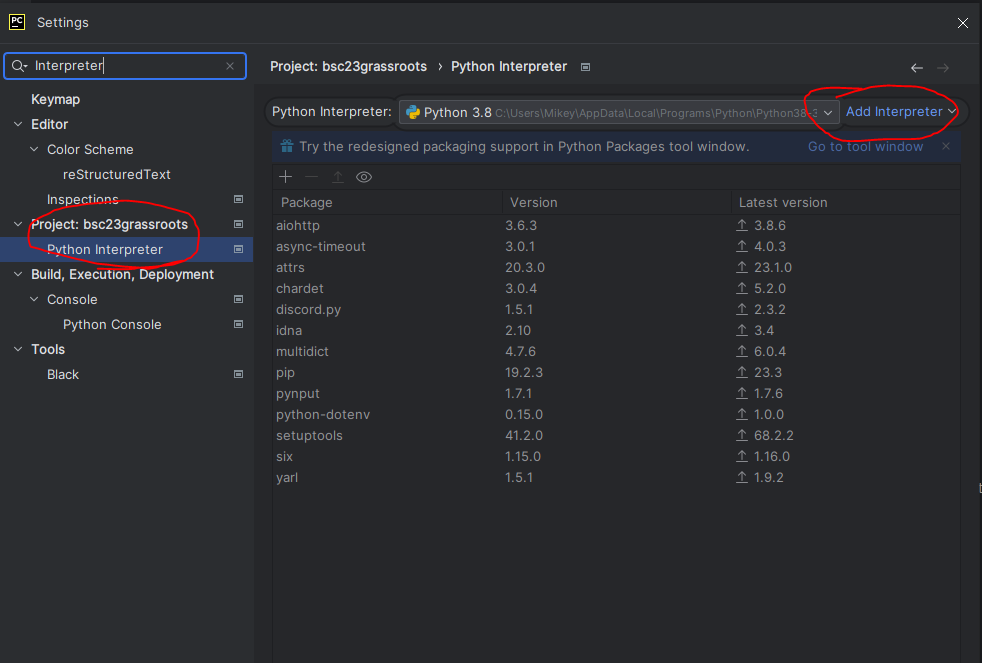 PC Settings
Interpreter
Project: bsc23grassroots › Python Interpreter
Keymap
Editor
Color Scheme
reStructuredText
Inspections
Project: bsc23grassroots
Python Interpreter
Build, Execution, Deployment
Console
Python Console
Tools
Black
Python Interpreter: Python 3.8 C:\Users\Mikey\AppData\Local\Programs\Python\Python38-3 Add Interpreter
Try the redesigned packaging support in Python Packages tool window. Go to tool window
Package Version Latest version
aiohttp 3.6.3 3.8.6
async-timeout 3.0.1 4.0.3
attrs 20.3.0 23.1.0
chardet 3.0.4 5.2.0
discord.py 1.5.1 2.3.2
idna 2.10 3.4
multidict 4.7.6 6.0.4
pip 19.2.3 23.3
pynput 1.7.1 1.7.6
python-dotenv 0.15.0 1.0.0
setuptools 41.2.0 68.2.2
six 1.15.0 1.16.0
yarl 1.5.1 1.9.2